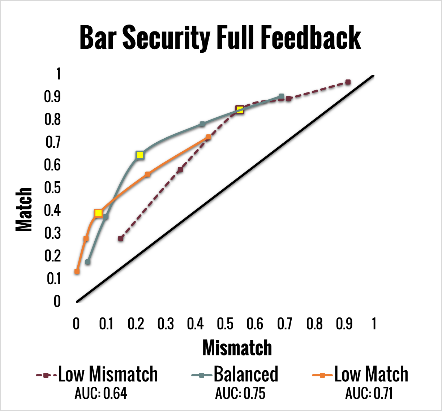 Bar Security Full Feedback
1
0.9
0.8
0.7
0.6
0.5
0.4
0.3
0.2
0.1
0
Match
0 0.1 0.2 0.3 0.4 0.5 0.6 0.7 0.8 0.9 1
Mismatch
Low Mismatch Balanced Low Match
AUC: 0.64 AUC: 0.75 AUC: 0.71